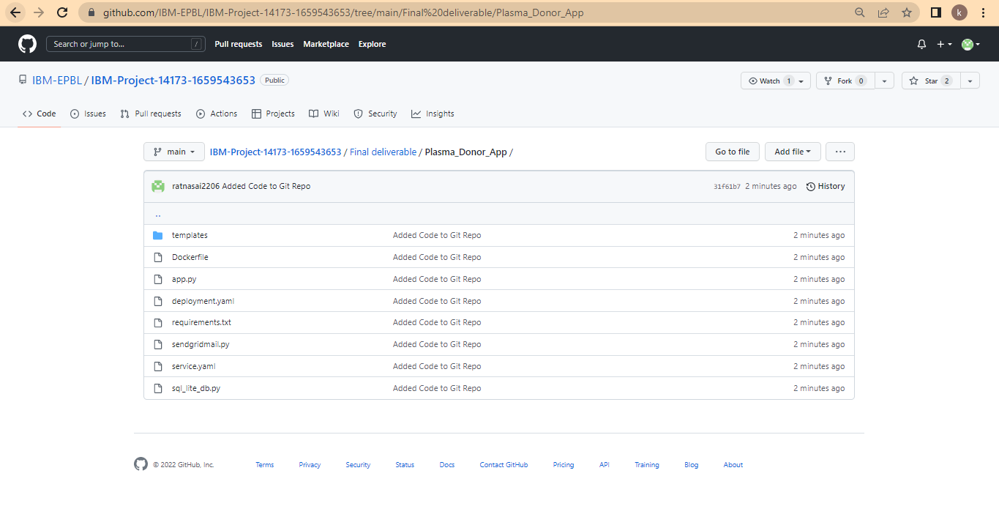 github.com/IBM-EPBL/IBM-Project-14173-1659543653/tree/main/Final%20deliverable/Plasma_Donor_App k
Search or jump to... / Pull requests Issues Marketplace Explore
IBM-EPBL / IBM-Project-14173-1659543653 Public Watch 1 Fork 0 Star 2
Code Issues Pull requests Actions Projects Wiki Security Insights
main IBM-Project-14173-1659543653 / Final deliverable / Plasma_Donor_App / Go to file Add file ...
ratnasai2206 Added Code to Git Repo 31f61b7 2 minutes ago History
..
templates Added Code to Git Repo 2 minutes ago
Dockerfile Added Code to Git Repo 2 minutes ago
app.py Added Code to Git Repo 2 minutes ago
deployment.yaml Added Code to Git Repo 2 minutes ago
requirements.txt Added Code to Git Repo 2 minutes ago
sendgridmail.py Added Code to Git Repo 2 minutes ago
service.yaml Added Code to Git Repo 2 minutes ago
sql_lite_db.py Added Code to Git Repo 2 minutes ago
© 2022 GitHub, Inc. Terms Privacy Security Status Docs Contact GitHub Pricing API Training Blog About